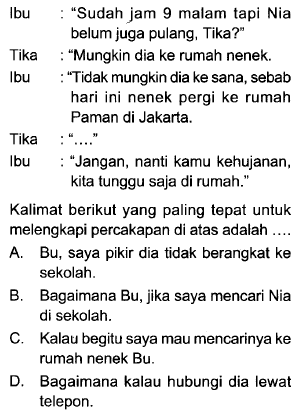 Ibu : “Sudah jam 9 malam tapi Nia
belum juga pulang, Tika?”
Tika : “Mungkin dia ke rumah nenek.
Ibu : “Tidak mungkin dia ke sana, sebab
hari ini nenek pergi ke rumah
Paman di Jakarta.
Tika : “....”
Ibu : “Jangan, nanti kamu kehujanan,
kita tunggu saja di rumah.”
Kalimat berikut yang paling tepat untuk
melengkapi percakapan di atas adalah ....
A. Bu, saya pikir dia tidak berangkat ke
sekolah.
B. Bagaimana Bu, jika saya mencari Nia
di sekolah.
C. Kalau begitu saya mau mencarinya ke
rumah nenek Bu.
D. Bagaimana kalau hubungi dia lewat
telepon.